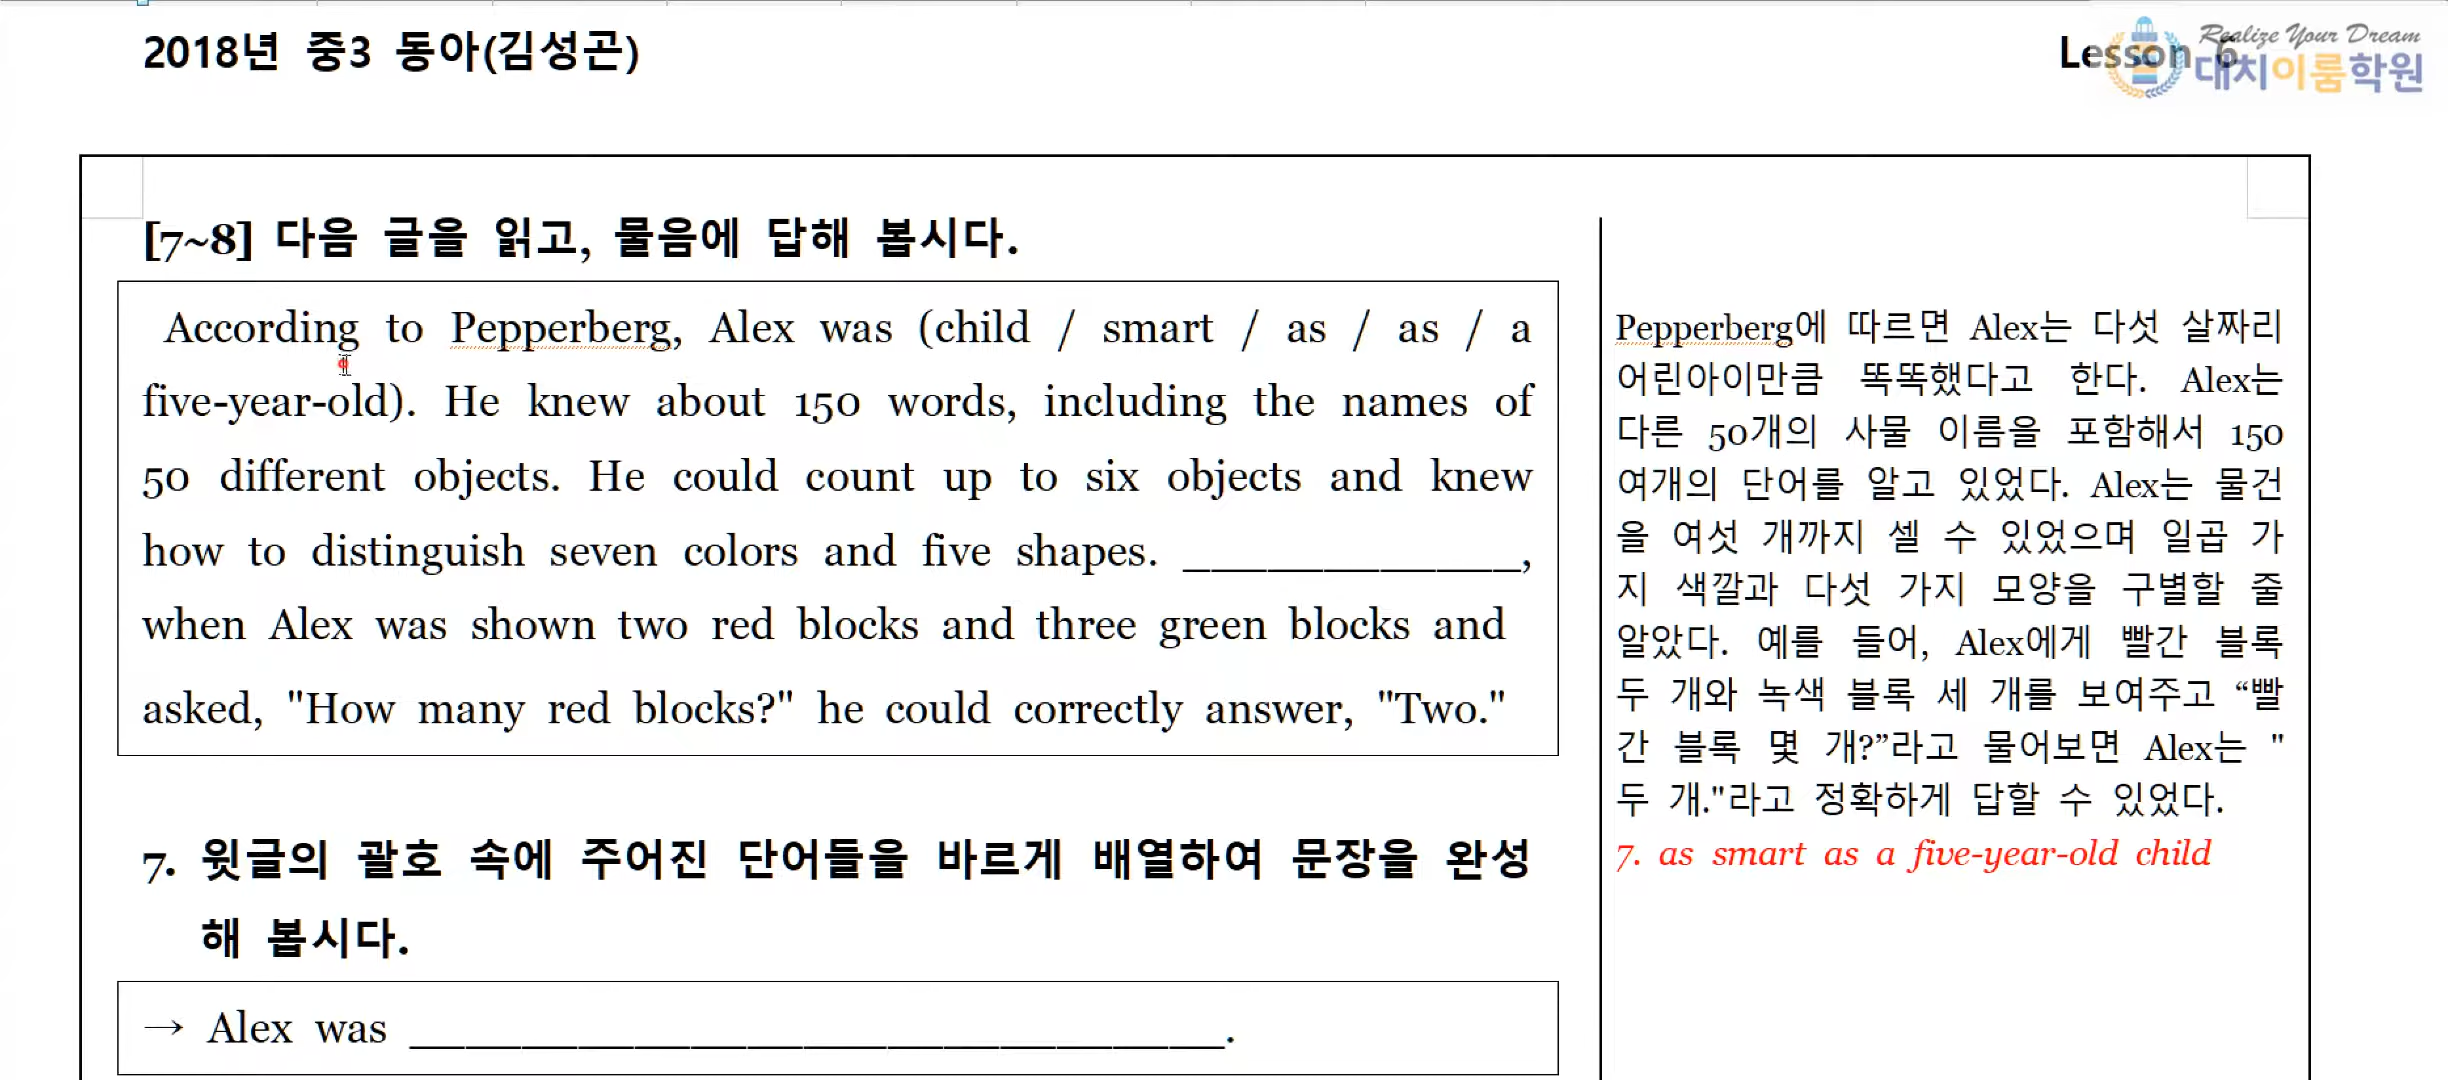 2018년 중3 동아(김성곤)
Lesson 6
Realize Your Dream
대치이룸학원
[7~8] 다음 글을 읽고, 물음에 답해 봅시다.
According to Pepperberg, Alex was (child / smart / as / as / a
five-year-old). He knew about 150 words, including the names of
50 different objects. He could count up to six objects and knew
how to distinguish seven colors and five shapes. ____________,
when Alex was shown two red blocks and three green blocks and
asked, "How many red blocks?" he could correctly answer, "Two."
7. 윗글의 괄호 속에 주어진 단어들을 바르게 배열하여 문장을 완성
해 봅시다.
→ Alex was _____________________________.
Pepperberg에 따르면 Alex는 다섯 살짜리
어린아이만큼 똑똑했다고 한다. Alex는
다른 50개의 사물 이름을 포함해서 150
여개의 단어를 알고 있었다. Alex는 물건
을 여섯 개까지 셀 수 있었으며 일곱 가
지 색깔과 다섯 가지 모양을 구별할 줄
알았다. 예를 들어, Alex에게 빨간 블록
두 개와 녹색 블록 세 개를 보여주고 “빨
간 블록 몇 개?”라고 물어보면 Alex는 "
두 개."라고 정확하게 답할 수 있었다.
7. as smart as a five-year-old child